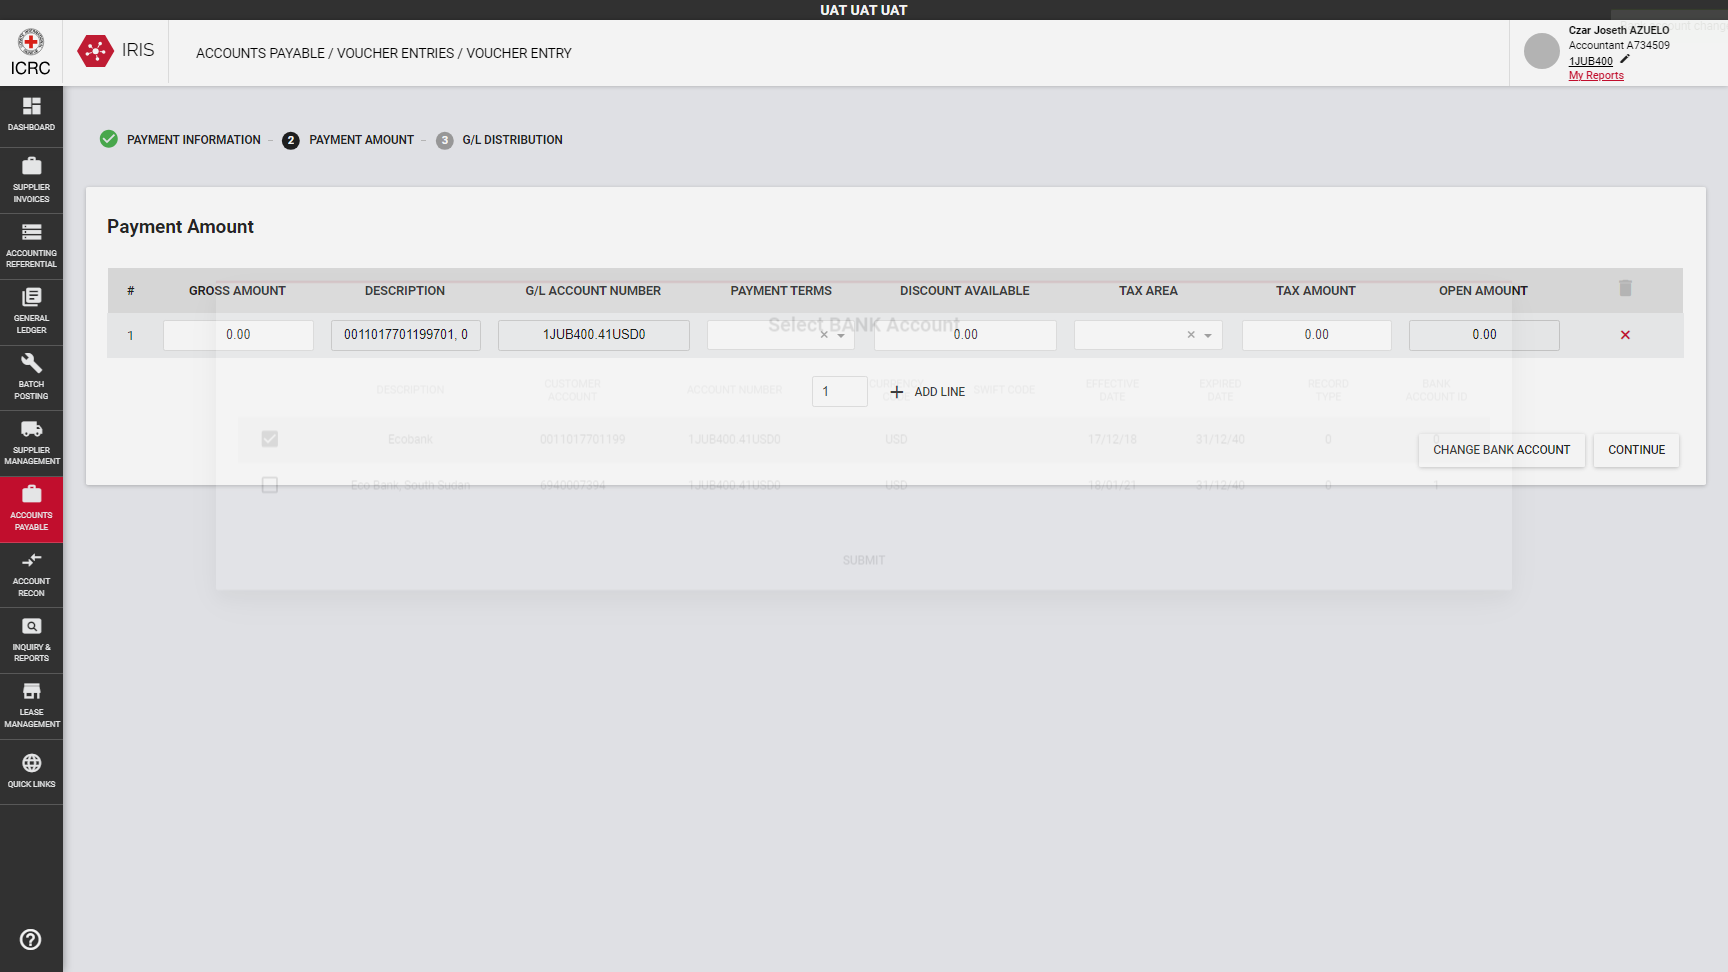 UAT UAT UAT
ICRC
IRIS
ACCOUNTS PAYABLE / VOUCHER ENTRIES / VOUCHER ENTRY
Czar Joseth AZUELO
Accountant A734509
1JUB400
My Reports
DASHBOARD
SUPPLIER
INVOICES
ACCOUNTING
REFERENTIAL
GENERAL
LEDGER
BATCH
POSTING
SUPPLIER
MANAGEMENT
ACCOUNTS
PAYABLE
ACCOUNT
RECON
INQUIRY &
REPORTS
LEASE
MANAGEMENT
QUICK LINKS
PAYMENT INFORMATION – 2 PAYMENT AMOUNT – 3 G/L DISTRIBUTION
Payment Amount
# GROSS AMOUNT DESCRIPTION G/L ACCOUNT NUMBER PAYMENT TERMS DISCOUNT AVAILABLE TAX AREA TAX AMOUNT OPEN AMOUNT
1 0.00 0011017701199701, 0 1JUB400.41USD0 0.00 0.00 0.00
1 ADD LINE
CHANGE BANK ACCOUNT CONTINUE
Select BANK Account
DESCRIPTION CUSTOMER ACCOUNT ACCOUNT NUMBER CURRENCY SWIFT CODE EFFECTIVE DATE EXPIRED DATE RECORD TYPE BANK ACCOUNT ID
Ecobank 0011017701199 1JUB400.41USD0 USD 17/12/18 31/12/40 0 0
Eco Bank, South Sudan 6940007394 1JUB400.41USD0 USD 18/01/21 31/12/40 0 1
SUBMIT